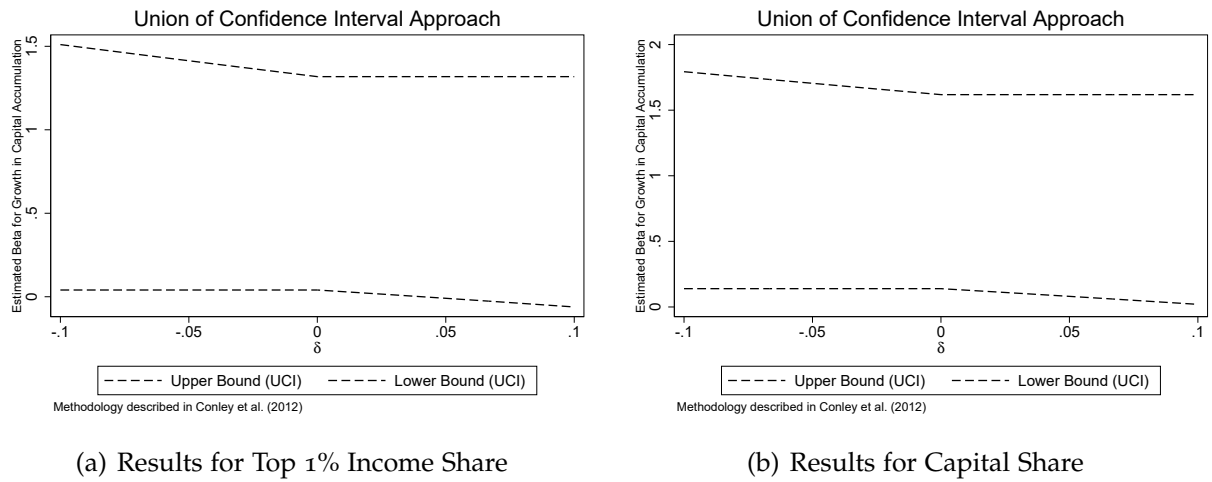 Union of Confidence Interval Approach
Estimated Beta for Growth in Capital Accumulation
1.5
1
.5
0
-.1
-.05
0
.05
.1
δ
Upper Bound (UCI)
Lower Bound (UCI)
Methodology described in Conley et al. (2012)
(a) Results for Top 1% Income Share
Union of Confidence Interval Approach
Estimated Beta for Growth in Capital Accumulation
2
1.5
1
.5
0
-.1
-.05
0
.05
.1
δ
Upper Bound (UCI)
Lower Bound (UCI)
Methodology described in Conley et al. (2012)
(b) Results for Capital Share